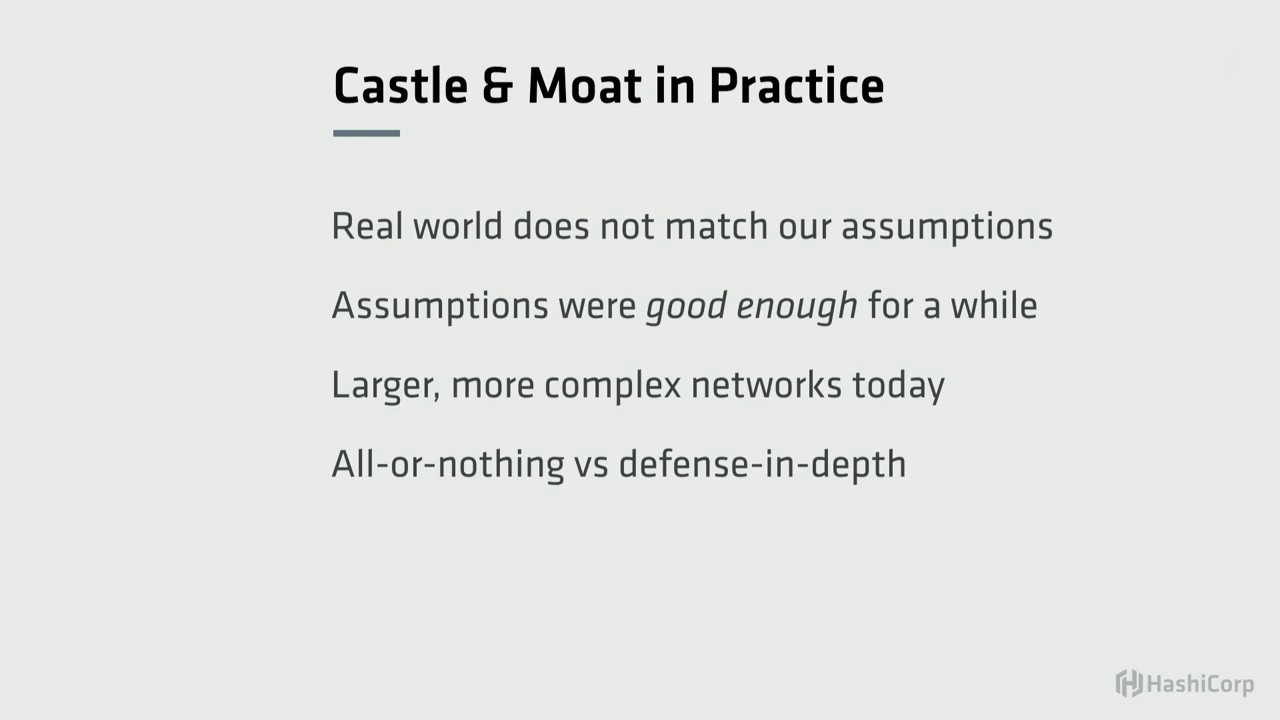 Castle & Moat in Practice
Real world does not match our assumptions
Assumptions were good enough for a while
Larger, more complex networks today
All-or-nothing vs defense-in-depth
HashiCorp